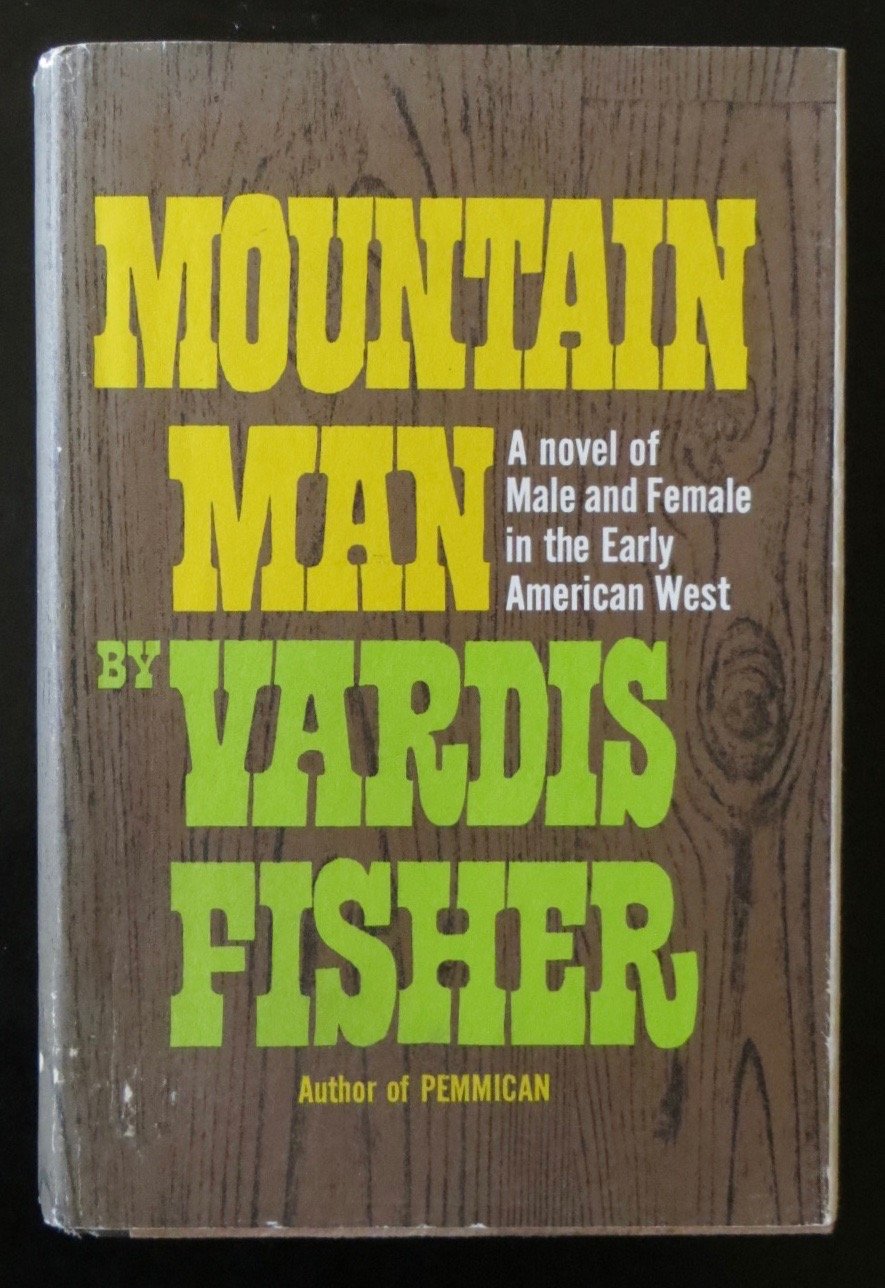 MOUNTAIN
MAN
A novel of
Male and Female
in the Early
American West
BY VARDIS
FISHER
Author of PEMMICAN